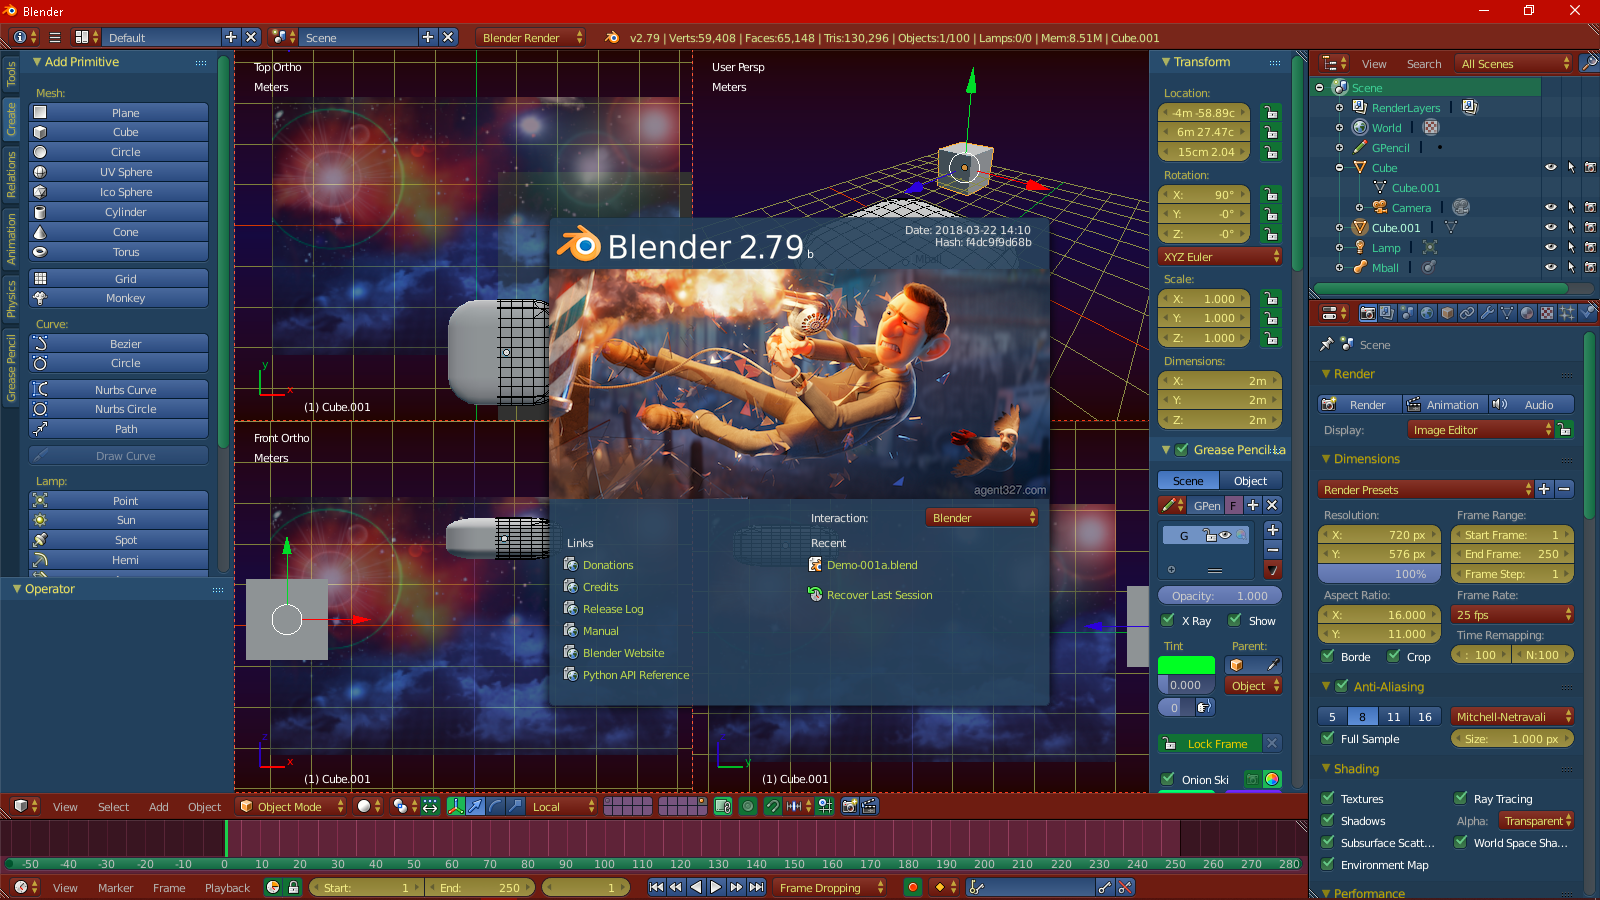 Blender
Default
Scene
Blender Render
v2.79 | Verts:59,408 | Faces:65,148 | Tris:130,296 | Objects:1/100 | Lamps:0/0 | Mem:8.51M | Cube.001
Tools
Create
Relations
Animation
Physics
Grease Pencil
Add Primitive
Mesh:
Plane
Cube
Circle
UV Sphere
Ico Sphere
Cylinder
Cone
Torus
Grid
Monkey
Curve:
Bezier
Circle
Nurbs Curve
Nurbs Circle
Path
Draw Curve
Lamp:
Point
Sun
Spot
Hemi
Operator
Top Ortho
Meters
(1) Cube.001
User Persp
Meters
Front Ortho
Meters
(1) Cube.001
(1) Cube.001
Blender 2.79 b
Date: 2018-03-22 14:10
Hash: f4dc9f9d68b
agent327.com
Interaction:
Blender
Links
Donations
Credits
Release Log
Manual
Blender Website
Python API Reference
Recent
Demo-001a.blend
Recover Last Session
Transform
Location:
-4m -58.89c
6m 27.47c
15cm 2.04
Rotation:
X: 90°
Y: -0°
Z: -0°
XYZ Euler
Scale:
X: 1.000
Y: 1.000
Z: 1.000
Dimensions:
X: 2m
Y: 2m
Z: 2m
Grease Pencil La
Scene Object
GPen F
G
Opacity: 1.000
X Ray Show
Tint Parent:
0.000 Object
0
Lock Frame
Onion Ski
View Search All Scenes
Scene
RenderLayers
World
GPencil
Cube
Cube.001
Camera
Cube.001
Lamp
Mball
Scene
Render
Render Animation Audio
Display: Image Editor
Dimensions
Render Presets
Resolution: Frame Range:
X: 720 px Start Frame: 1
Y: 576 px End Frame: 250
100% Frame Step: 1
Aspect Ratio: Frame Rate:
X: 16.000 25 fps
Y: 11.000 Time Remapping:
Borde Crop : 100 N:100
Anti-Aliasing
5 8 11 16 Mitchell-Netravali
Full Sample Size: 1.000 px
Shading
Textures Ray Tracing
Shadows Alpha: Transparent
Subsurface Scatt... World Space Sha...
Environment Map
Performance
View Select Add Object Object Mode Local
-50 -40 -30 -20 -10 0 10 20 30 40 50 60 70 80 90 100 110 120 130 140 150 160 170 180 190 200 210 220 230 240 250 260 270 280
View Marker Frame Playback Start: 1 End: 250 1 Frame Dropping